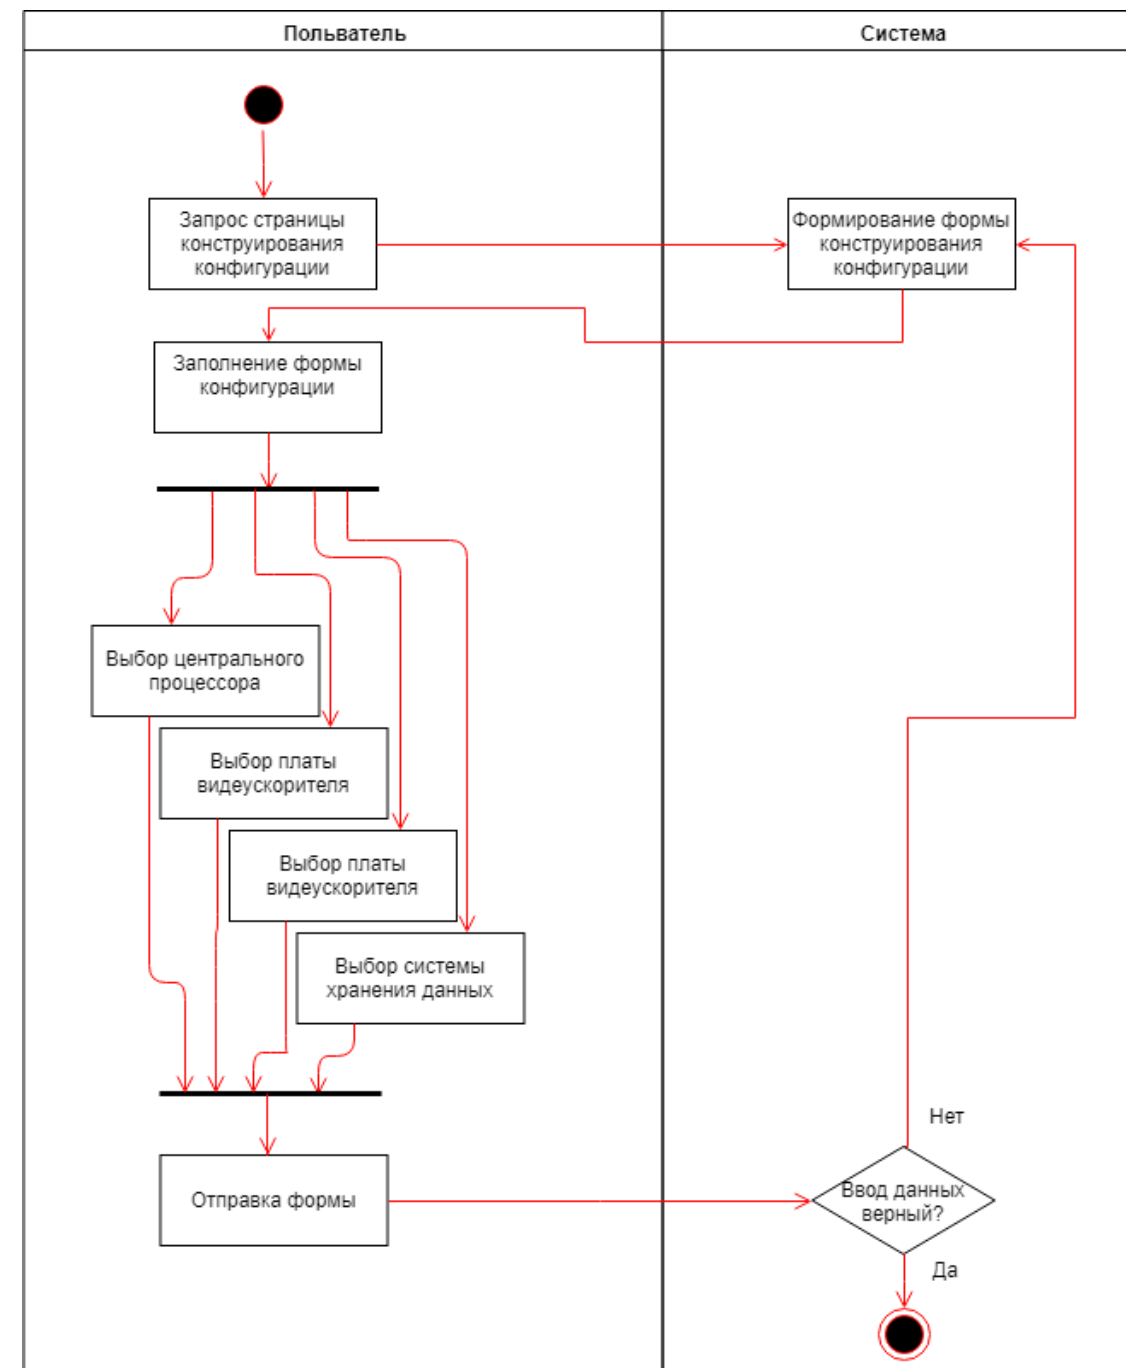 Польватель
Система
Запрос страницы
конструирования
конфигурации
Формирование формы
конструирования
конфигурации
Заполнение формы
конфигурации
Выбор центрального
процессора
Выбор платы
видеускорителя
Выбор платы
видеускорителя
Выбор системы
хранения данных
Нет
Отправка формы
Ввод данных
верный?
Да